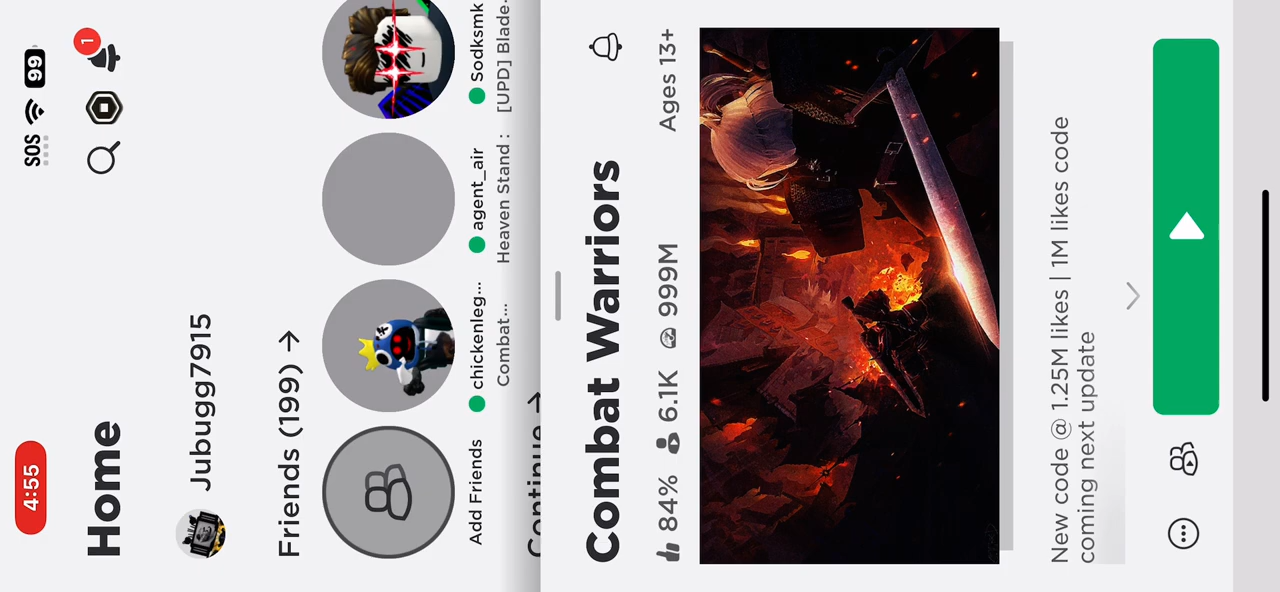 4:55
SOS
99
Home
1
Jubugg7915
Friends (199) →
Add Friends
chickenleg...
Combat...
agent_air
Heaven Stand :
Sodksmk
[UPD] Blade-
Continue →
Combat Warriors
84% 6.1K 999M Ages 13+
New code @ 1.25M likes | 1M likes code
coming next update